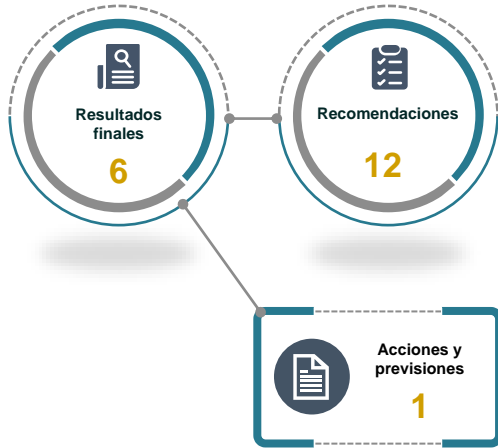 Resultados
finales
6
Recomendaciones
12
Acciones y
previsiones
1